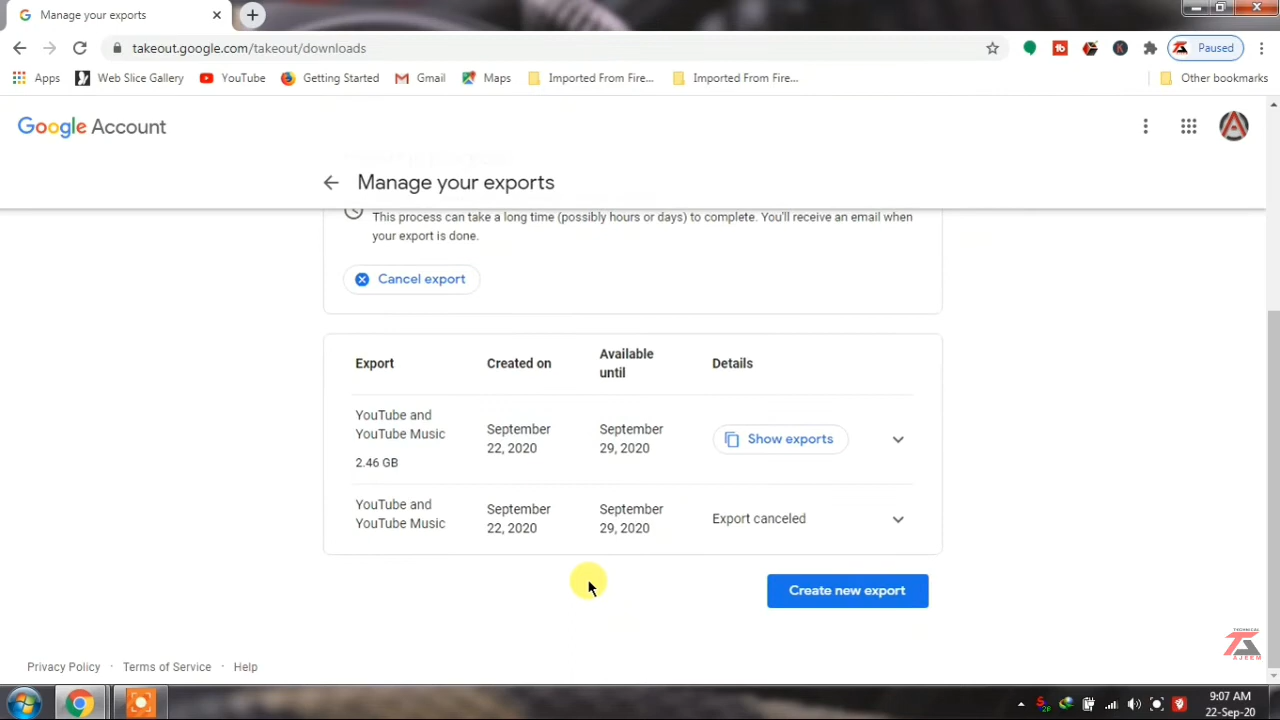 Manage your exports
takeout.google.com/takeout/downloads
Paused
Apps
Web Slice Gallery
YouTube
Getting Started
Gmail
Maps
Imported From Fire...
Imported From Fire...
Other bookmarks
Google Account
Manage your exports
This process can take a long time (possibly hours or days) to complete. You'll receive an email when
your export is done.
Cancel export
Export
Created on
Available
until
Details
YouTube and
YouTube Music
2.46 GB
September
22, 2020
September
29, 2020
Show exports
YouTube and
YouTube Music
September
22, 2020
September
29, 2020
Export canceled
Create new export
TECHNICAL
AJEEM
Privacy Policy · Terms of Service · Help
9:07 AM
22-Sep-20